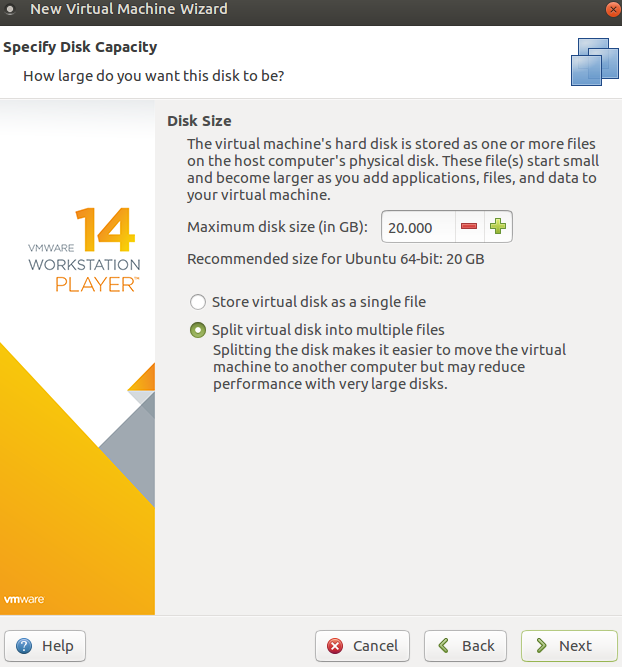 New Virtual Machine Wizard
Specify Disk Capacity
How large do you want this disk to be?
Disk Size
The virtual machine's hard disk is stored as one or more files
on the host computer's physical disk. These file(s) start small
and become larger as you add applications, files, and data to
your virtual machine.
Maximum disk size (in GB): 20.000
Recommended size for Ubuntu 64-bit: 20 GB
Store virtual disk as a single file
Split virtual disk into multiple files
Splitting the disk makes it easier to move the virtual
machine to another computer but may reduce
performance with very large disks.
VMWARE 14
WORKSTATION
PLAYER™
vmware
Help Cancel Back Next